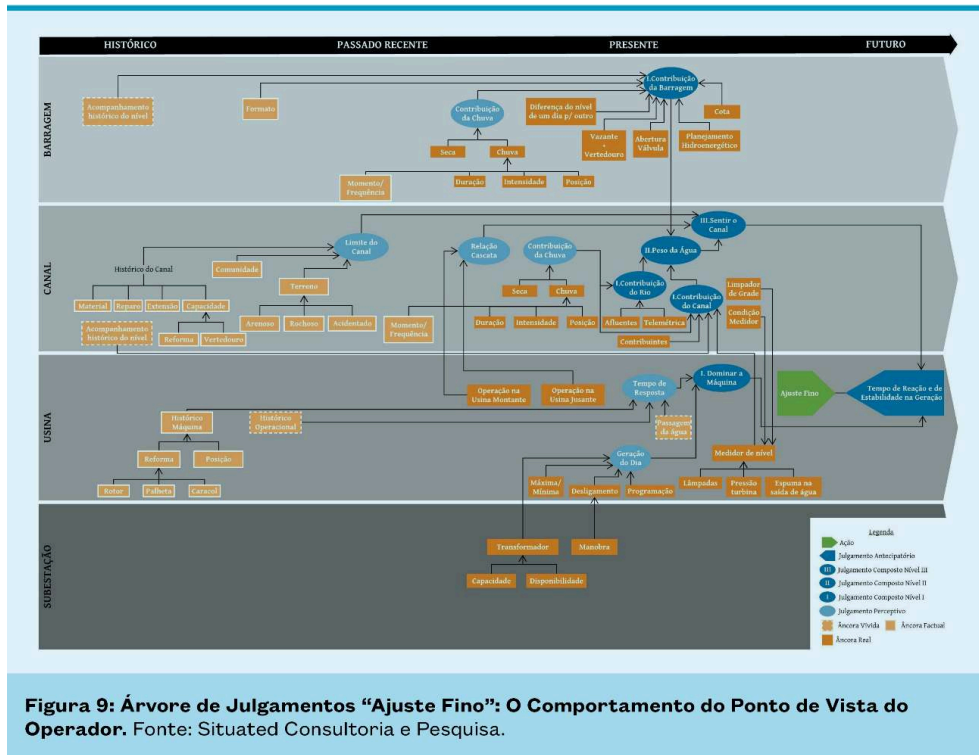 HISTÓRICO
PASSADO RECENTE
PRESENTE
FUTURO
BARRAGEM
Acompanhamento
histórico do nível
Formato
Contribuição
da Chuva
Seca
Chuva
Momento/
Frequência
Duração
Intensidade
Posição
I.Contribuição
da Barragem
Diferença do nível
de um dia p/ outro
Vazante
+
Vertedouro
Abertura
Válvula
Planejamento
Hidroenergético
Cota
CANAL
Histórico do Canal
Material
Reparo
Extensão
Capacidade
Acompanhamento
histórico do nível
Reforma
Vertedouro
Comunidade
Limite do
Canal
Terreno
Arenoso
Rochoso
Acidentado
Momento/
Frequência
Relação
Cascata
Contribuição
da Chuva
Seca
Chuva
Duração
Intensidade
Posição
III.Sentir o
Canal
II.Peso da Água
I.Contribuição
do Rio
I.Contribuição
do Canal
Afluentes
Telemétrica
Contribuintes
Limpador
de Grade
Condição
Medidor
USINA
Histórico
Máquina
Reforma
Posição
Rotor
Palheta
Caracol
Histórico
Operacional
Operação na
Usina Montante
Operação na
Usina Jusante
Tempo de
Resposta
I. Dominar a
Máquina
Passagem
da água
Geração
do Dia
Máxima/
Mínima
Desligamento
Programação
Medidor de nível
Lâmpadas
Pressão
turbina
Espuma na
saída de água
Ajuste Fino
Tempo de Reação e de
Estabilidade na Geração
SUBESTAÇÃO
Transformador
Manobra
Capacidade
Disponibilidade
Legenda
Ação
Julgamento Antecipatório
III Julgamento Composto Nível III
II Julgamento Composto Nível II
I Julgamento Composto Nível I
Julgamento Perceptivo
Âncora Vívida
Âncora Factual
Âncora Real
Figura 9: Árvore de Julgamentos “Ajuste Fino”: O Comportamento do Ponto de Vista do
Operador. Fonte: Situated Consultoria e Pesquisa.